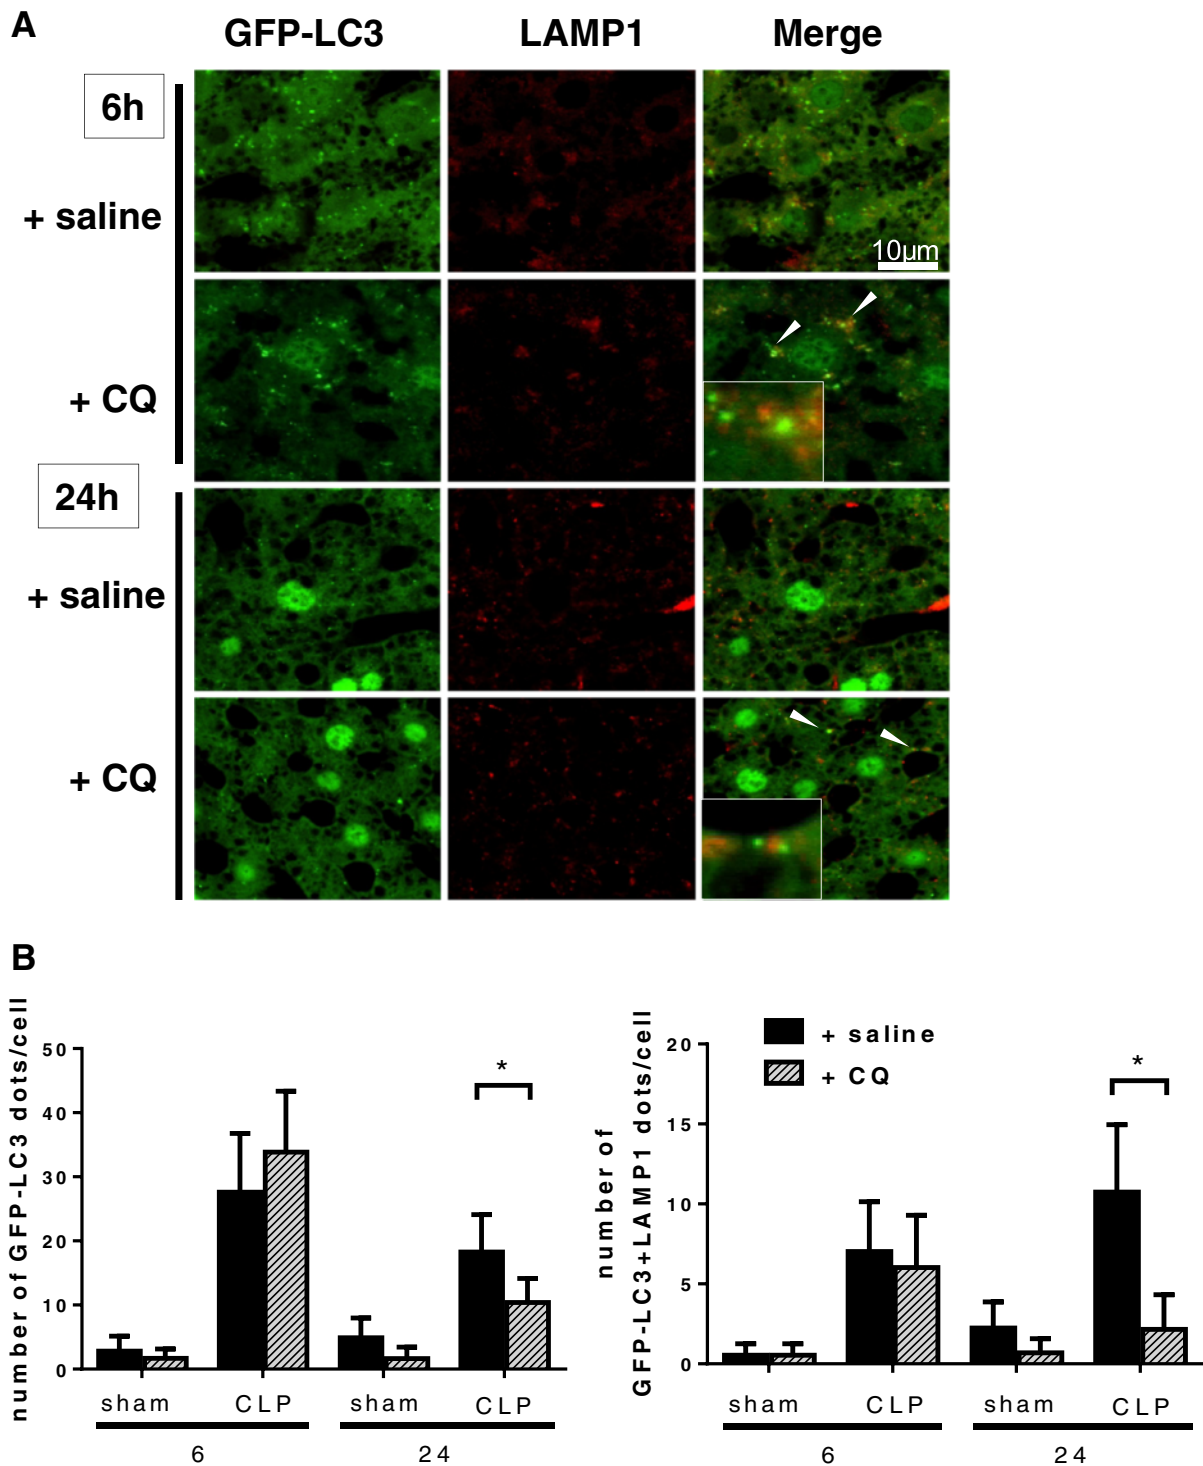 A
GFP-LC3 LAMP1 Merge
6h
+ saline
10µm
+ CQ
24h
+ saline
+ CQ
B
number of GFP-LC3 dots/cell
50
40
30
20
10
0
*
sham CLP sham CLP
6 24
number of
GFP-LC3+LAMP1 dots/cell
20
15
10
5
0
+ saline
+ CQ
*
sham CLP sham CLP
6 24